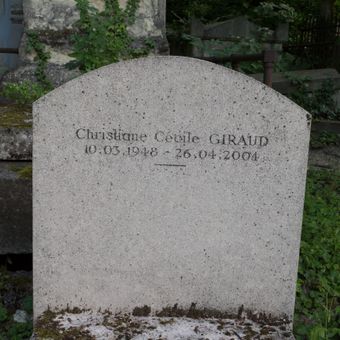 Christiane Cécile GIRAUD
10.03.1948 - 26.04.2004